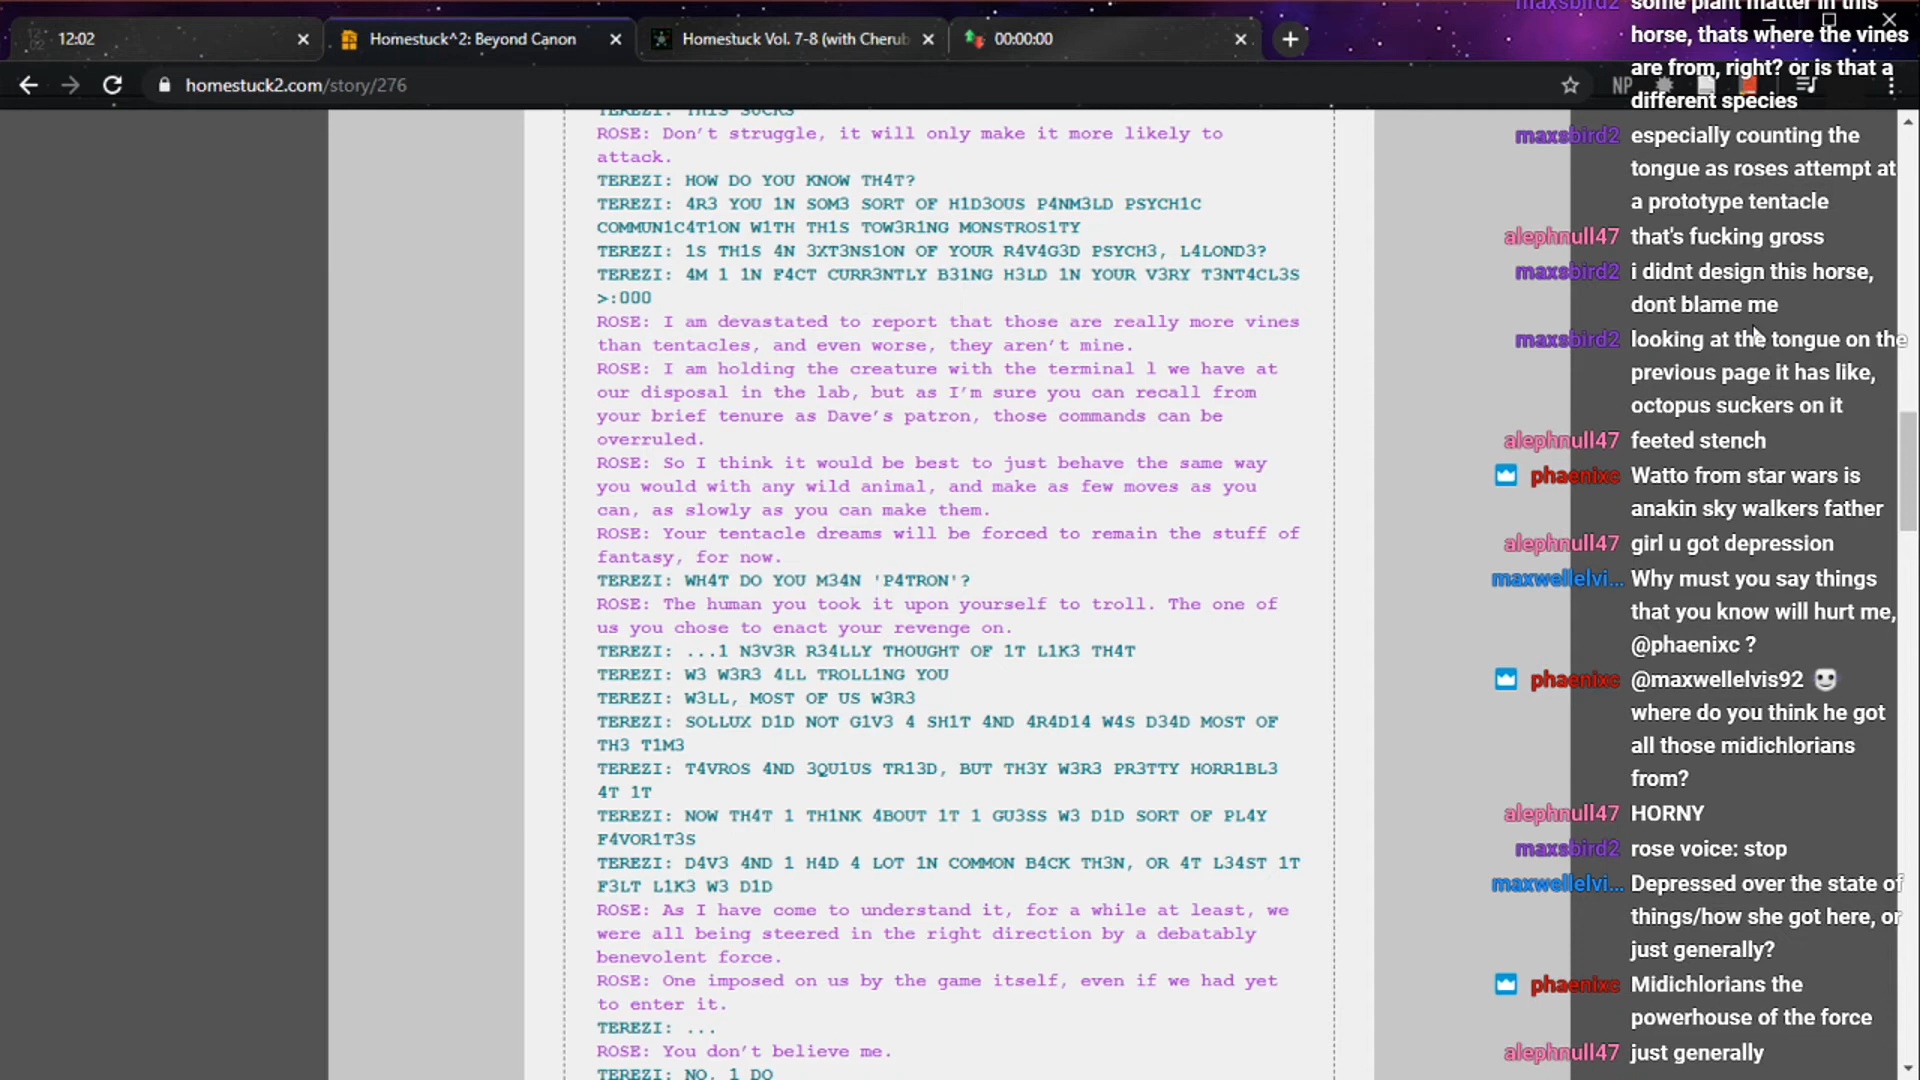 12:02
Homestuck^2: Beyond Canon
Homestuck Vol. 7-8 (with Cherub
00:00:00
homestuck2.com/story/276
NP
TEREZI: TH1S SUCKS
ROSE: Don't struggle, it will only make it more likely to
attack.
TEREZI: HOW DO YOU KNOW TH4T?
TEREZI: 4R3 YOU 1N SOM3 SORT OF H1D3OUS P4NM3LD PSYCH1C
COMMUN1C4T1ON W1TH TH1S TOW3R1NG MONSTROS1TY
TEREZI: 1S TH1S 4N 3XT3NS1ON OF YOUR R4V4G3D PSYCH3, L4LOND3?
TEREZI: 4M 1 1N F4CT CURR3NTLY B31NG H3LD 1N YOUR V3RY T3NT4CL3S
>:000
ROSE: I am devastated to report that those are really more vines
than tentacles, and even worse, they aren't mine.
ROSE: I am holding the creature with the terminal l we have at
our disposal in the lab, but as I'm sure you can recall from
your brief tenure as Dave's patron, those commands can be
overruled.
ROSE: So I think it would be best to just behave the same way
you would with any wild animal, and make as few moves as you
can, as slowly as you can make them.
ROSE: Your tentacle dreams will be forced to remain the stuff of
fantasy, for now.
TEREZI: WH4T DO YOU M34N 'P4TRON'?
ROSE: The human you took it upon yourself to troll. The one of
us you chose to enact your revenge on.
TEREZI: ...1 N3V3R R34LLY THOUGHT OF 1T L1K3 TH4T
TEREZI: W3 W3R3 4LL TROLL1NG YOU
TEREZI: W3LL, MOST OF US W3R3
TEREZI: SOLLUX D1D NOT G1V3 4 SH1T 4ND 4R4D14 W4S D34D MOST OF
TH3 T1M3
TEREZI: T4VROS 4ND 3QU1US TR13D, BUT TH3Y W3R3 PR3TTY HORR1BL3
4T 1T
TEREZI: NOW TH4T 1 TH1NK 4BOUT 1T 1 GU3SS W3 D1D SORT OF PL4Y
F4VOR1T3S
TEREZI: D4V3 4ND 1 H4D 4 LOT 1N COMMON B4CK TH3N, OR 4T L34ST 1T
F3LT L1K3 W3 D1D
ROSE: As I have come to understand it, for a while at least, we
were all being steered in the right direction by a debatably
benevolent force.
ROSE: One imposed on us by the game itself, even if we had yet
to enter it.
TEREZI: ...
ROSE: You don't believe me.
TEREZI: NO, 1 DO
maxsbird2 some plant matter in this
horse, thats where the vines
are from, right? or is that a
different species
maxsbird2 especially counting the
tongue as roses attempt at
a prototype tentacle
alephnull47 that's fucking gross
maxsbird2 i didnt design this horse,
dont blame me
maxsbird2 looking at the tongue on the
previous page it has like,
octopus suckers on it
alephnull47 feeted stench
phaenixc Watto from star wars is
anakin sky walkers father
alephnull47 girl u got depression
maxwellelvi... Why must you say things
that you know will hurt me,
@phaenixc ?
phaenixc @maxwellelvis92
where do you think he got
all those midichlorians
from?
alephnull47 HORNY
maxsbird2 rose voice: stop
maxwellelvi... Depressed over the state of
things/how she got here, or
just generally?
phaenixc Midichlorians the
powerhouse of the force
alephnull47 just generally